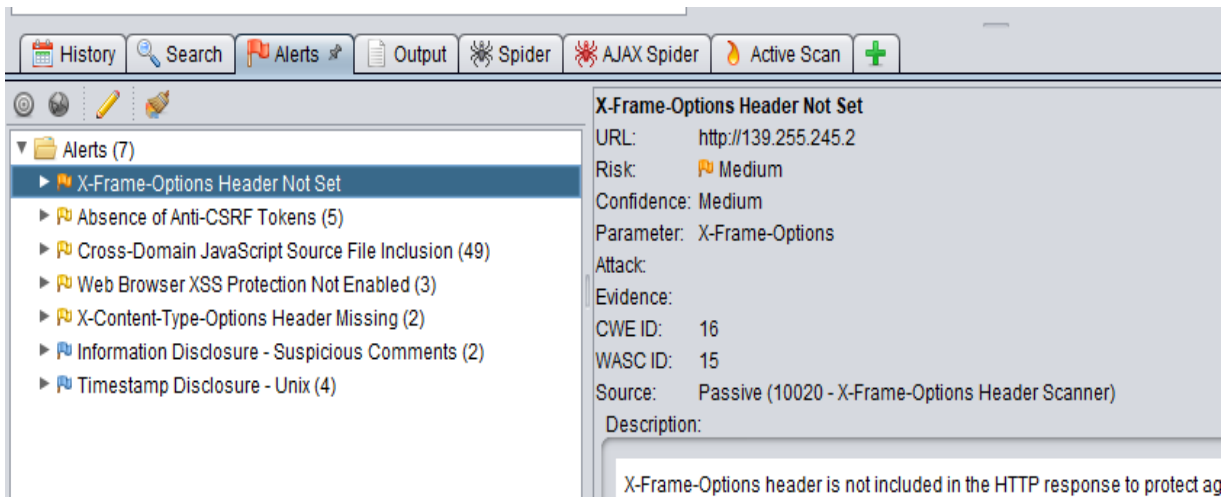 History Search Alerts Output Spider AJAX Spider Active Scan
Alerts (7)
X-Frame-Options Header Not Set
Absence of Anti-CSRF Tokens (5)
Cross-Domain JavaScript Source File Inclusion (49)
Web Browser XSS Protection Not Enabled (3)
X-Content-Type-Options Header Missing (2)
Information Disclosure - Suspicious Comments (2)
Timestamp Disclosure - Unix (4)
X-Frame-Options Header Not Set
URL: http://139.255.245.2
Risk: Medium
Confidence: Medium
Parameter: X-Frame-Options
Attack:
Evidence:
CWE ID: 16
WASC ID: 15
Source: Passive (10020 - X-Frame-Options Header Scanner)
Description:
X-Frame-Options header is not included in the HTTP response to protect ag